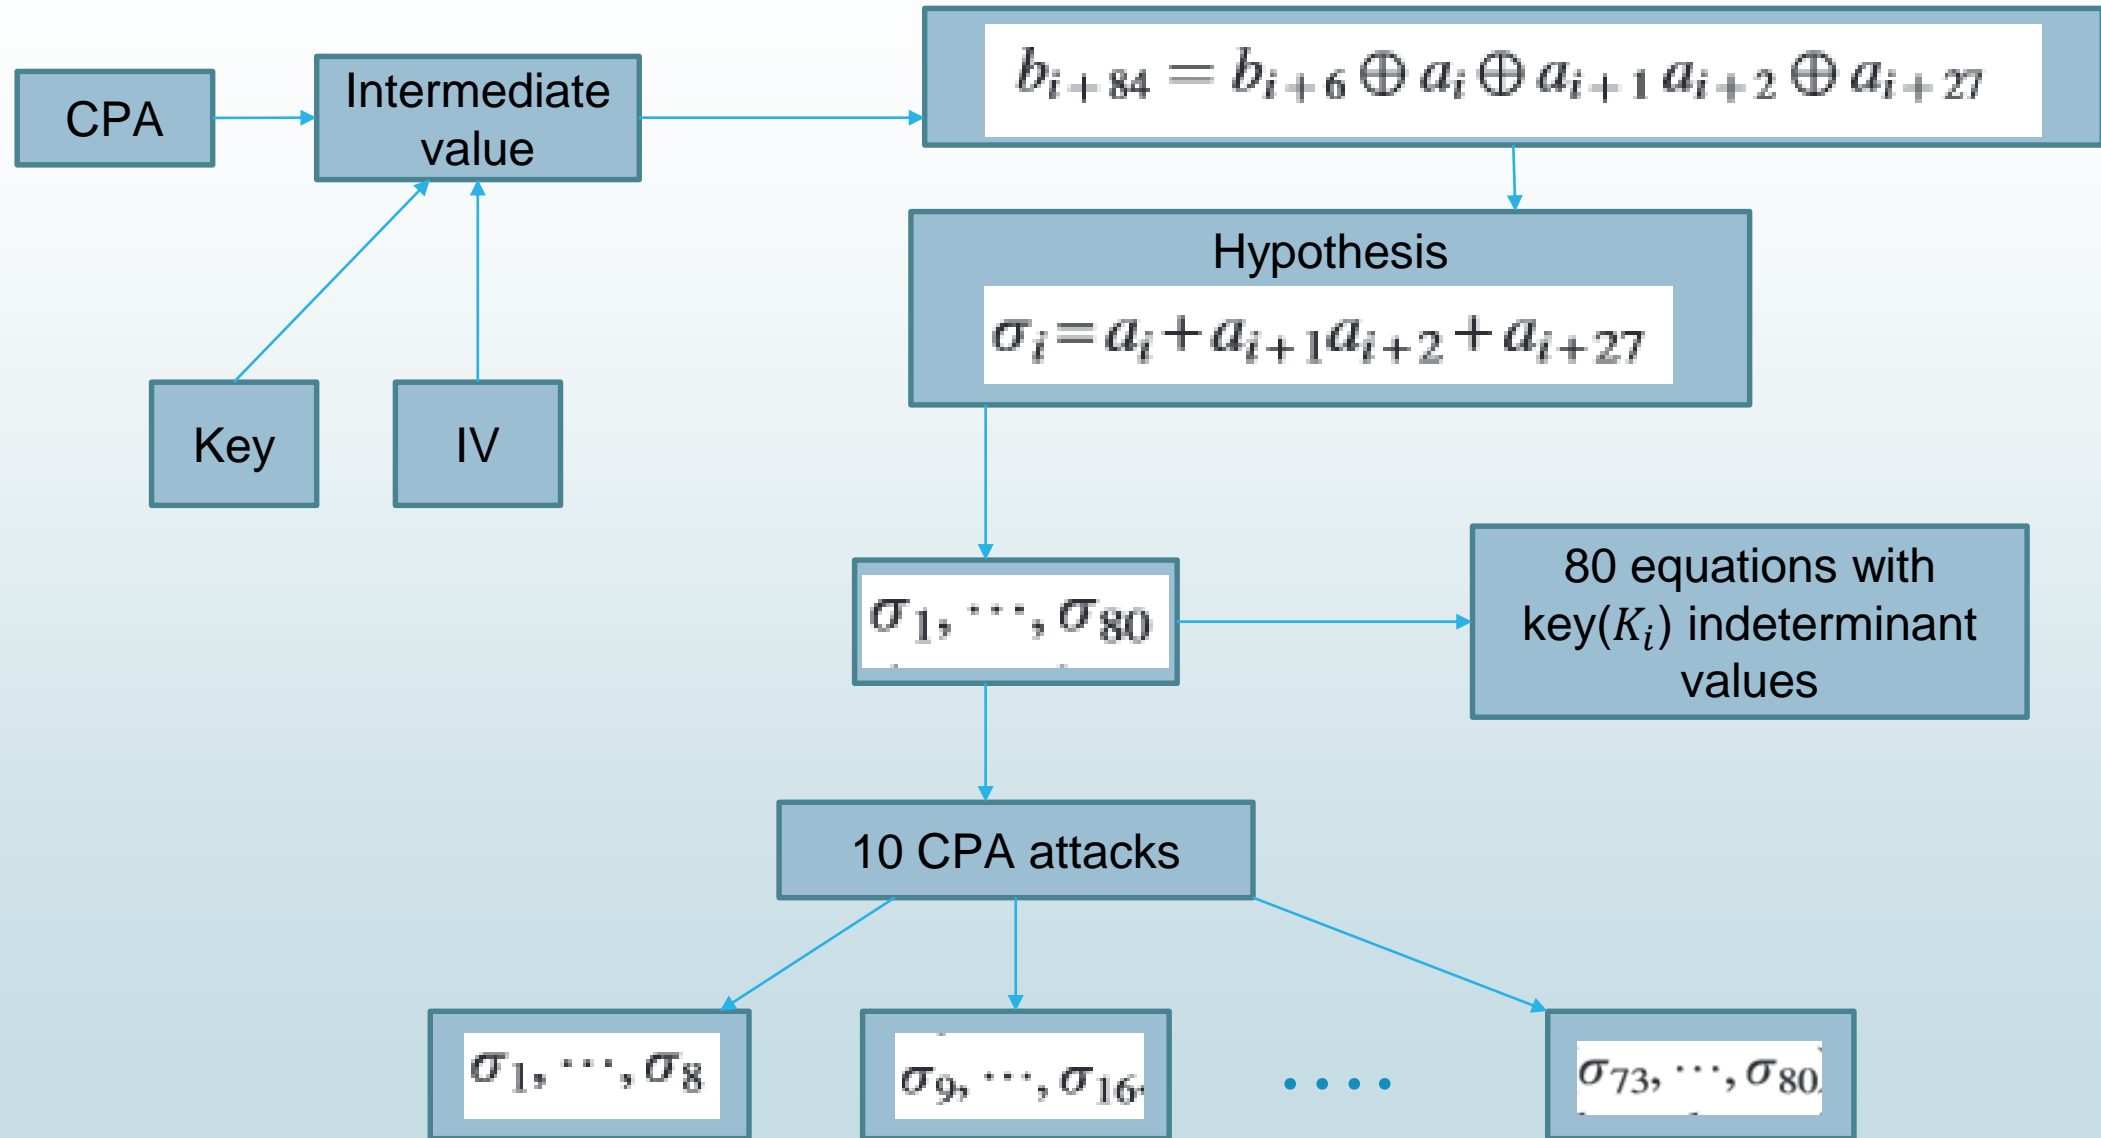 CPA
Intermediate
value
b_{i+84} = b_{i+6} ⊕ a_i ⊕ a_{i+1} a_{i+2} ⊕ a_{i+27}
Hypothesis
σ_i = a_i + a_{i+1}a_{i+2} + a_{i+27}
Key
IV
σ_1, ⋯, σ_80
80 equations with
key(K_i) indeterminant
values
10 CPA attacks
σ_1, ⋯, σ_8
σ_9, ⋯, σ_16
. . . .
σ_73, ⋯, σ_80